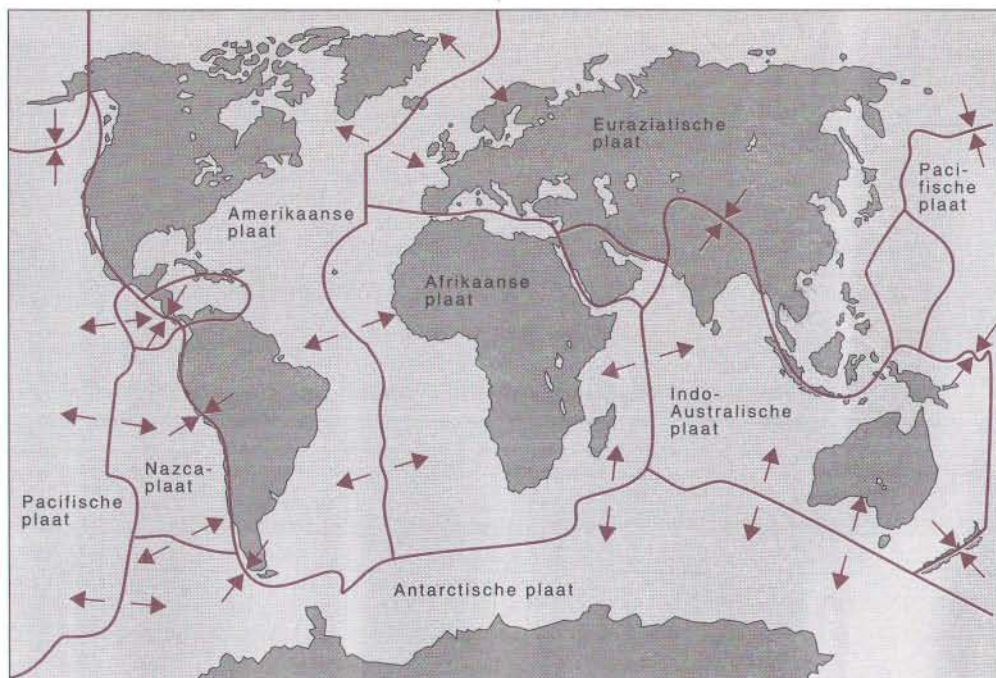 Euraziatische
plaat
Paci-
fische
plaat
Amerikaanse
plaat
Afrikaanse
plaat
Indo-
Australische
plaat
Nazca-
plaat
Pacifische
plaat
Antarctische plaat